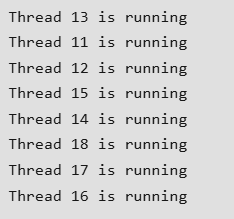 Thread 13 is running
Thread 11 is running
Thread 12 is running
Thread 15 is running
Thread 14 is running
Thread 18 is running
Thread 17 is running
Thread 16 is running